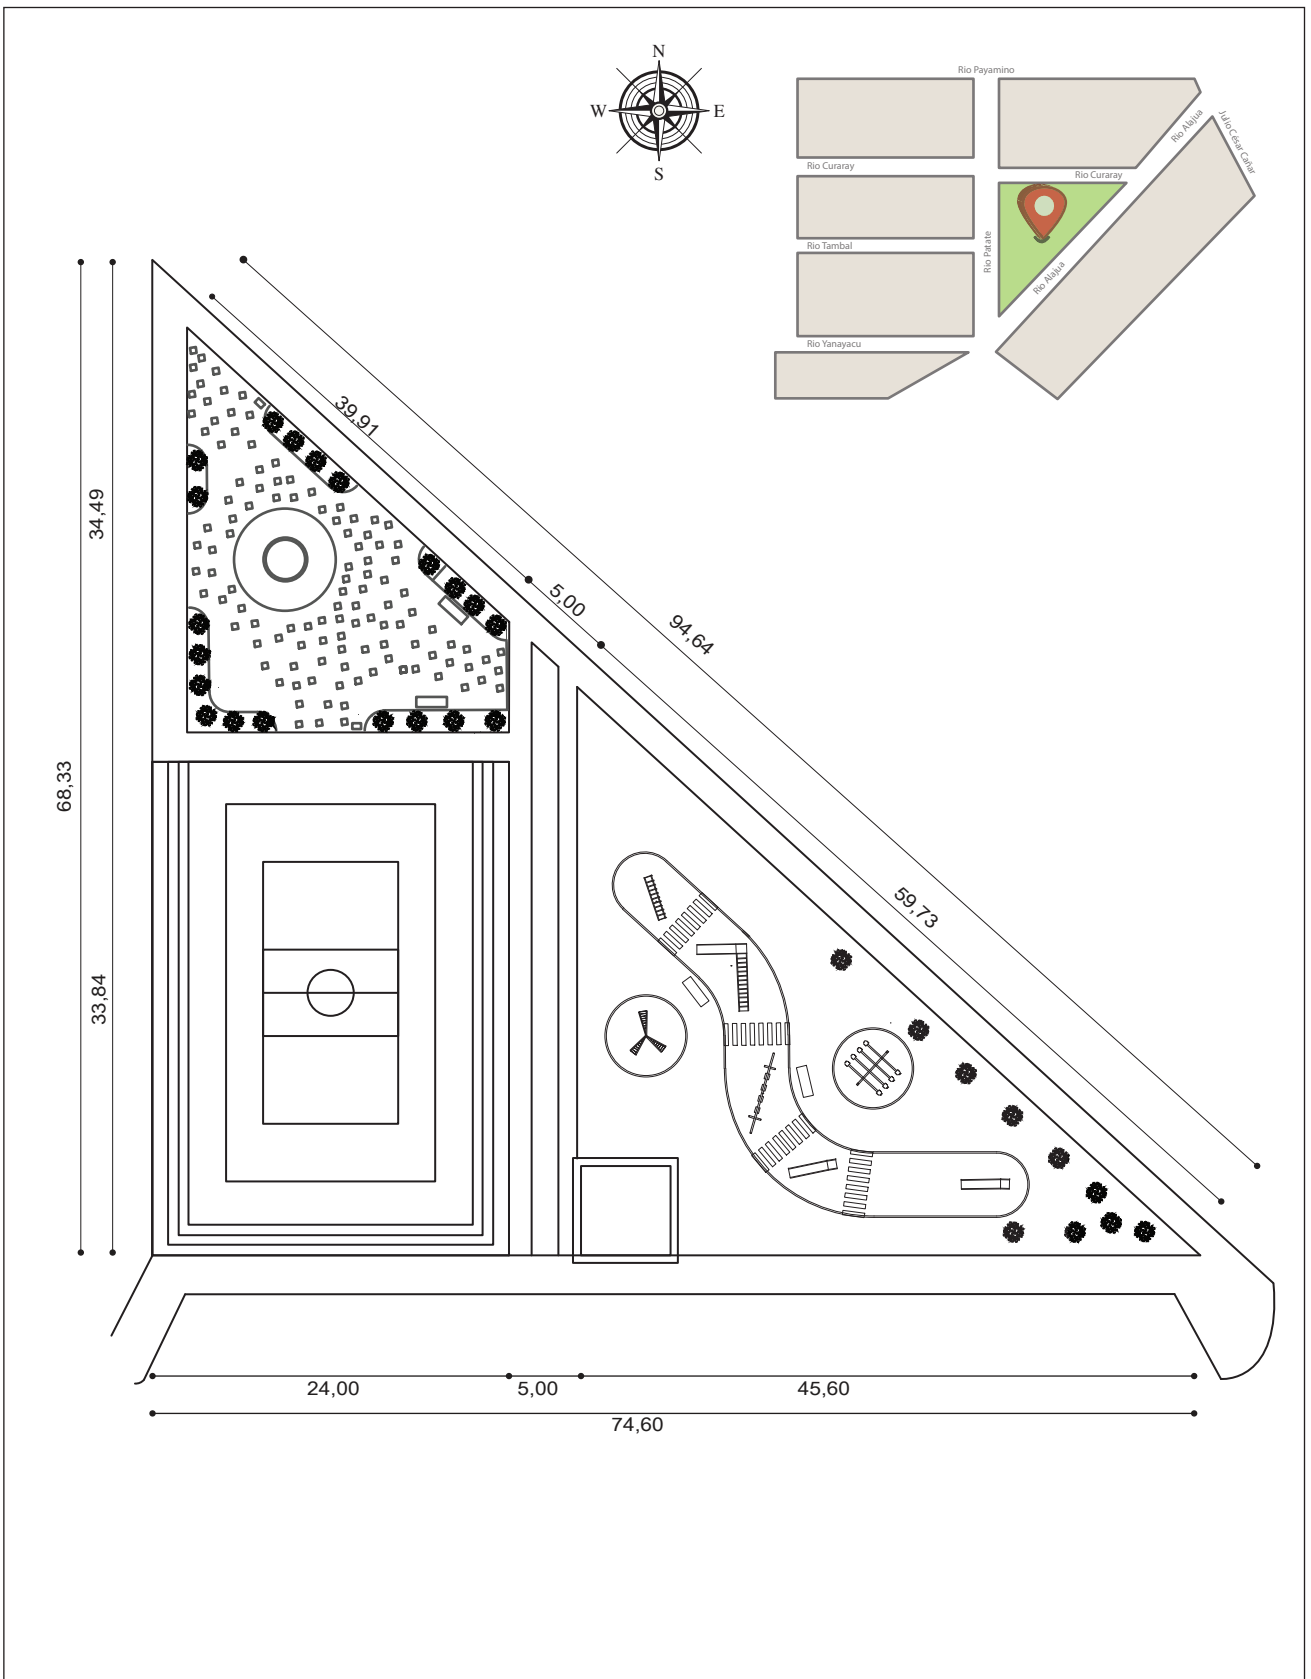 N
W E
S
Rio Payamino
Rio Alajua
Julio César Cañar
Rio Curaray
Rio Curaray
Rio Patate
Rio Tambal
Rio Alajua
Rio Yanayacu
39,91
34,49
5,00
94,64
68,33
59,73
33,84
24,00
5,00
45,60
74,60